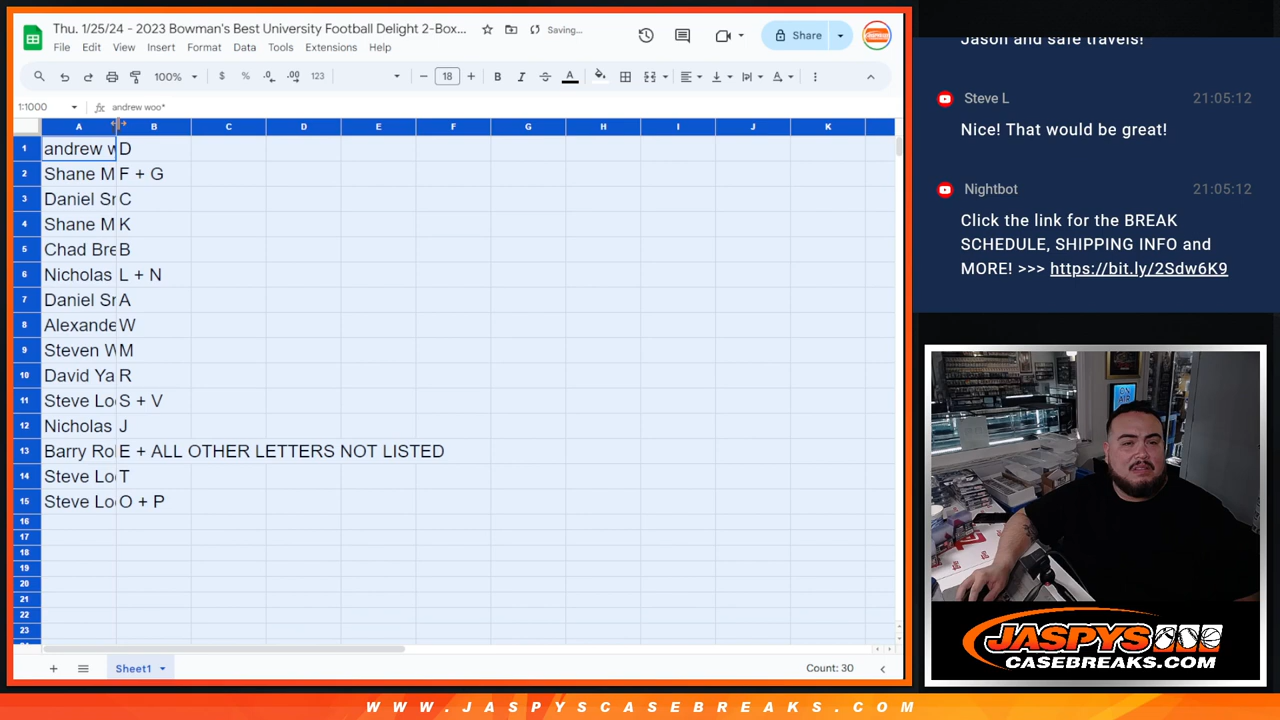 Thu. 1/25/24 - 2023 Bowman's Best University Football Delight 2-Box...
Saving...
File Edit View Insert Format Data Tools Extensions Help
Share
100%
$ % .0 .00 123
18
B I A
1:1000
fx andrew woo*
A B C D E F G H I J K
1 andrew w D
2 Shane M F + G
3 Daniel Sr C
4 Shane M K
5 Chad Bre B
6 Nicholas L + N
7 Daniel Sr A
8 Alexande W
9 Steven W M
10 David Ya R
11 Steve Lo S + V
12 Nicholas J
13 Barry Ro E + ALL OTHER LETTERS NOT LISTED
14 Steve Lo T
15 Steve Lo O + P
16
17
18
19
20
21
22
23
Sheet1
Count: 30
Jason and safe travels!
Steve L 21:05:12
Nice! That would be great!
Nightbot 21:05:12
Click the link for the BREAK
SCHEDULE, SHIPPING INFO and
MORE! >>> https://bit.ly/2Sdw6K9
ON
AIR
JASPYS
CASEBREAKS.COM
WWW.JASPYSCASEBREAKS.COM